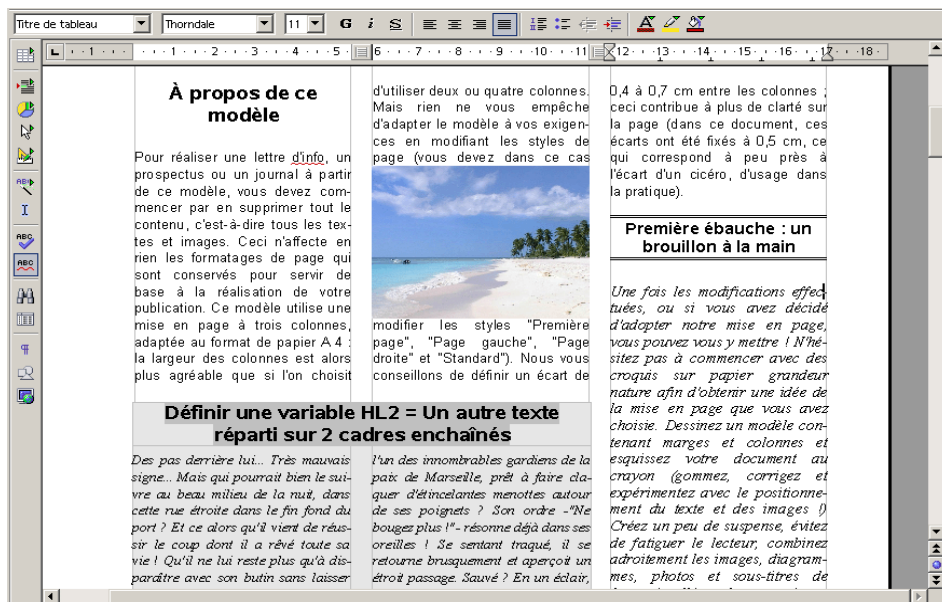 Titre de tableau
Thorndale
11
G i S
1 1 2 3 4 5 6 7 8 9 10 11 12 13 14 15 16 17 18
À propos de ce
modèle
Pour réaliser une lettre d'info, un
prospectus ou un journal à partir
de ce modèle, vous devez com-
mencer par en supprimer tout le
contenu, c'est-à-dire tous les tex-
tes et images. Ceci n'affecte en
rien les formatages de page qui
sont conservés pour servir de
base à la réalisation de votre
publication. Ce modèle utilise une
mise en page à trois colonnes,
adaptée au format de papier A 4 :
la largeur des colonnes est alors
plus agréable que si l'on choisit
d'utiliser deux ou quatre colonnes.
Mais rien ne vous empêche
d'adapter le modèle à vos exigen-
ces en modifiant les styles de
page (vous devez dans ce cas
modifier les styles "Première
page", "Page gauche", "Page
droite" et "Standard"). Nous vous
conseillons de définir un écart de
0,4 à 0,7 cm entre les colonnes ;
ceci contribue à plus de clarté sur
la page (dans ce document, ces
écarts ont été fixés à 0,5 cm, ce
qui correspond à peu près à
l'écart d'un cicéro, d'usage dans
la pratique).
Première ébauche : un
brouillon à la main
Une fois les modifications effec-
tuées, ou si vous avez décidé
d'adopter notre mise en page,
vous pouvez vous y mettre ! N'hé-
sitez pas à commencer avec des
croquis sur papier grandeur
nature afin d'obtenir une idée de
la mise en page que vous avez
choisie. Dessinez un modèle con-
tenant marges et colonnes et
esquissez votre document au
crayon (gommez, corrigez et
expérimentez avec le positionne-
ment du texte et des images !)
Créez un peu de suspense, évitez
de fatiguer le lecteur, combinez
adroitement les images, diagram-
mes, photos et sous-titres de
Définir une variable HL2 = Un autre texte
réparti sur 2 cadres enchaînés
Des pas derrière lui... Très mauvais
signe... Mais qui pourrait bien le sui-
vre au beau milieu de la nuit, dans
cette rue étroite dans le fin fond du
port ? Et ce alors qu'il vient de réus-
sir le coup dont il a rêvé toute sa
vie ! Qu'il ne lui reste plus qu'à dis-
paraître avec son butin sans laisser
l'un des innombrables gardiens de la
paix de Marseille, prêt à faire cla-
quer d'étincelantes menottes autour
de ses poignets ? Son ordre -"Ne
bougez plus !"- résonne déjà dans ses
oreilles ! Se sentant traqué, il se
retourne brusquement et aperçoit un
étroit passage. Sauvé ? En un éclair,